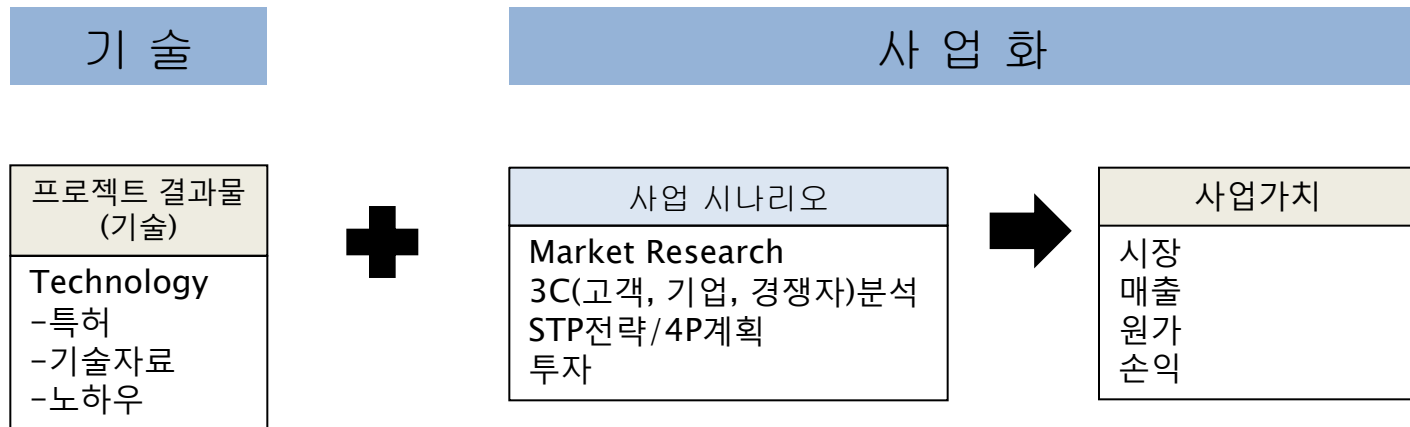 기 술
사 업 화
프로젝트 결과물
(기술)
Technology
-특허
-기술자료
-노하우
사업 시나리오
Market Research
3C(고객, 기업, 경쟁자)분석
STP전략/4P계획
투자
사업가치
시장
매출
원가
손익